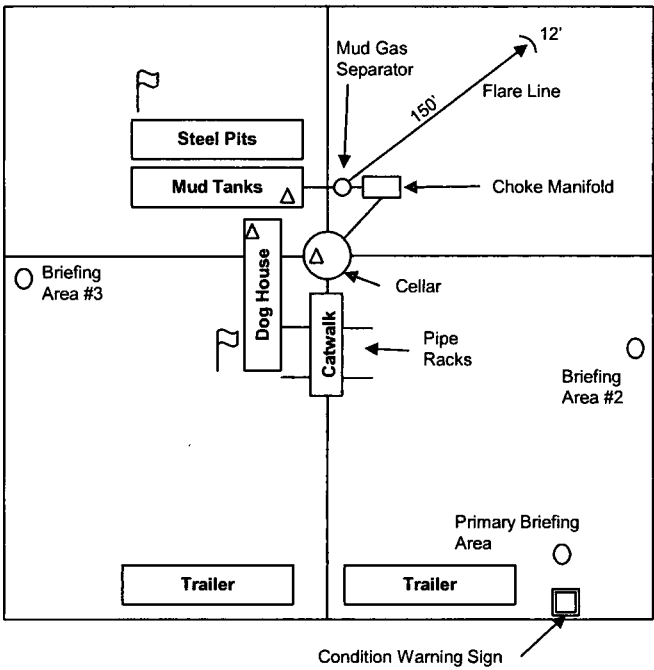 12'
Mud Gas
Separator
150'
Flare Line
Steel Pits
Mud Tanks
Choke Manifold
Briefing
Area #3
Dog House
Cellar
Catwalk
Pipe
Racks
Briefing
Area #2
Primary Briefing
Area
Trailer
Trailer
Condition Warning Sign